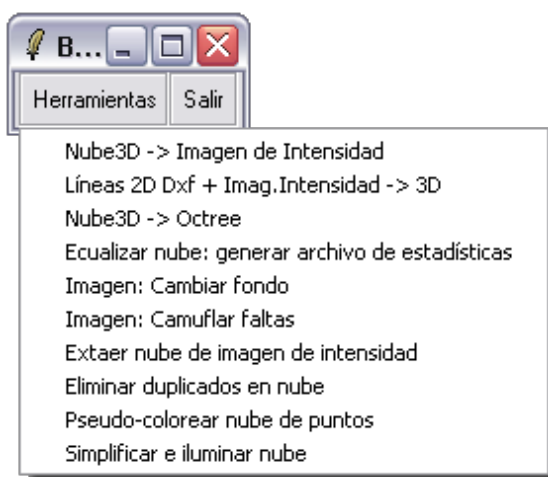 B...
Herramientas Salir
Nube3D -> Imagen de Intensidad
Líneas 2D Dxf + Imag.Intensidad -> 3D
Nube3D -> Octree
Ecualizar nube: generar archivo de estadísticas
Imagen: Cambiar fondo
Imagen: Camuflar faltas
Extaer nube de imagen de intensidad
Eliminar duplicados en nube
Pseudo-colorear nube de puntos
Simplificar e iluminar nube